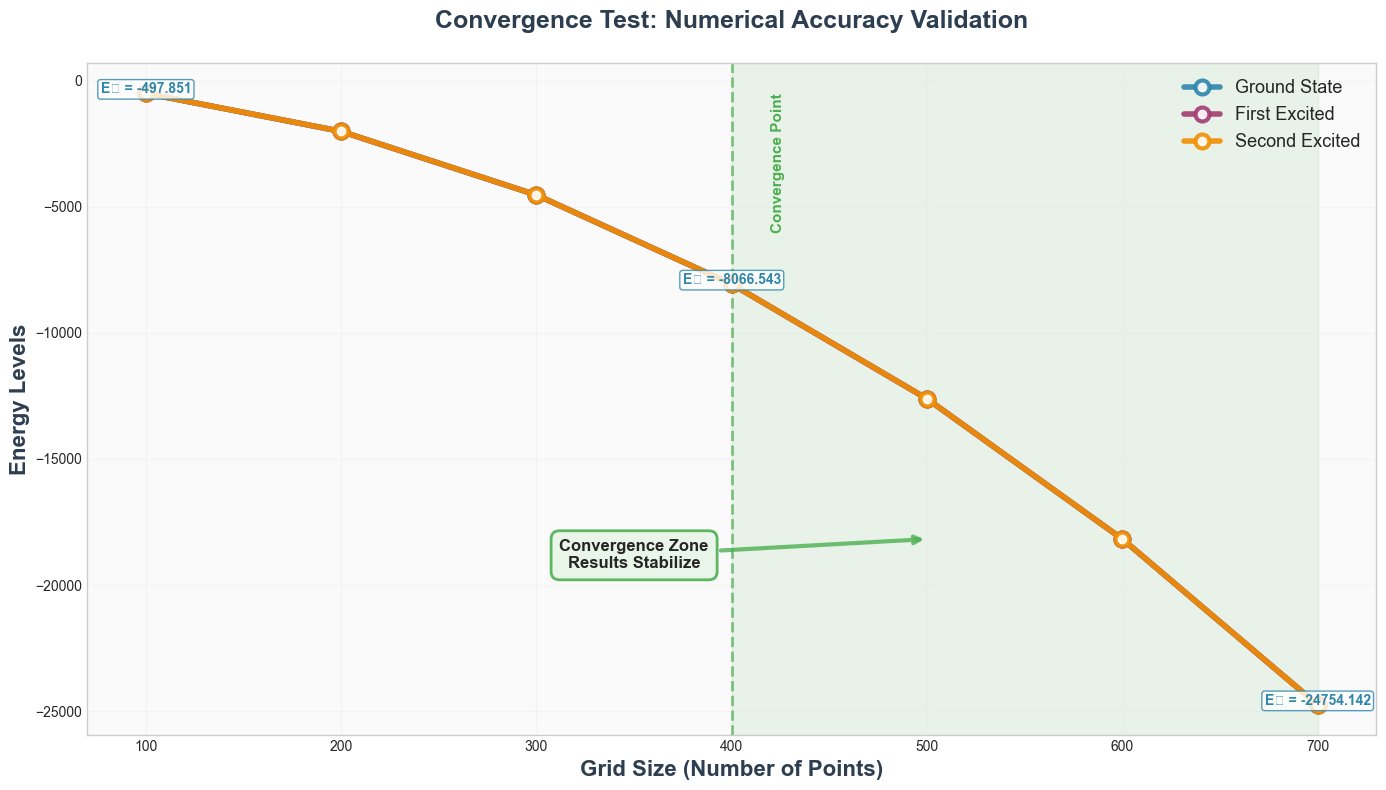 Convergence Test: Numerical Accuracy Validation
Energy Levels
0
−5000
−10000
−15000
−20000
−25000
E▯ = -497.851
E▯ = -8066.543
E▯ = -24754.142
Convergence Point
Ground State
First Excited
Second Excited
Convergence Zone
Results Stabilize
100
200
300
400
500
600
700
Grid Size (Number of Points)